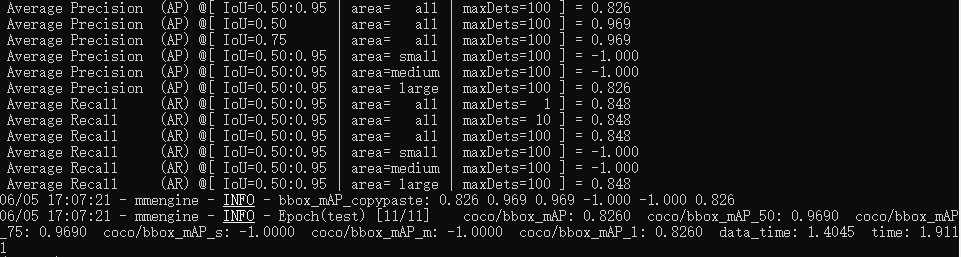 Average Precision  (AP) @[ IoU=0.50:0.95 | area=   all | maxDets=100 ] = 0.826
Average Precision  (AP) @[ IoU=0.50      | area=   all | maxDets=100 ] = 0.969
Average Precision  (AP) @[ IoU=0.75      | area=   all | maxDets=100 ] = 0.969
Average Precision  (AP) @[ IoU=0.50:0.95 | area= small | maxDets=100 ] = -1.000
Average Precision  (AP) @[ IoU=0.50:0.95 | area=medium | maxDets=100 ] = -1.000
Average Precision  (AP) @[ IoU=0.50:0.95 | area= large | maxDets=100 ] = 0.826
Average Recall     (AR) @[ IoU=0.50:0.95 | area=   all | maxDets=  1 ] = 0.848
Average Recall     (AR) @[ IoU=0.50:0.95 | area=   all | maxDets= 10 ] = 0.848
Average Recall     (AR) @[ IoU=0.50:0.95 | area=   all | maxDets=100 ] = 0.848
Average Recall     (AR) @[ IoU=0.50:0.95 | area= small | maxDets=100 ] = -1.000
Average Recall     (AR) @[ IoU=0.50:0.95 | area=medium | maxDets=100 ] = -1.000
Average Recall     (AR) @[ IoU=0.50:0.95 | area= large | maxDets=100 ] = 0.848
06/05 17:07:21 - mmengine - INFO - bbox_mAP_copypaste: 0.826 0.969 0.969 -1.000 -1.000 0.826
06/05 17:07:21 - mmengine - INFO - Epoch(test) [11/11]    coco/bbox_mAP: 0.8260  coco/bbox_mAP_50: 0.9690  coco/bbox_mAP
_75: 0.9690  coco/bbox_mAP_s: -1.0000  coco/bbox_mAP_m: -1.0000  coco/bbox_mAP_l: 0.8260  data_time: 1.4045  time: 1.911
1